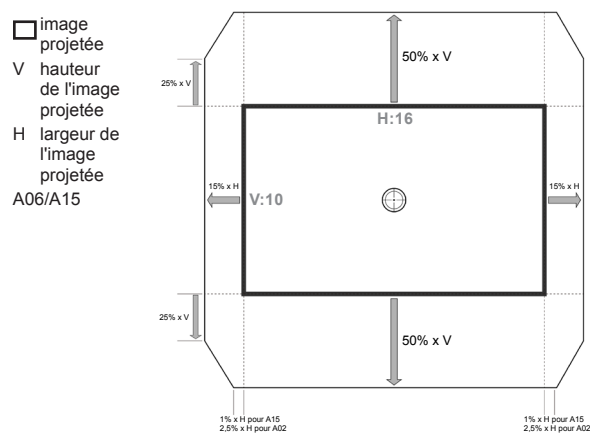 image
projetée
V hauteur
de l'image
projetée
H largeur de
l'image
projetée
A06/A15
50% x V
25% x V
H:16
15% x H
V:10
15% x H
25% x V
50% x V
1% x H pour A15
2,5% x H pour A02
1% x H pour A15
2,5% x H pour A02